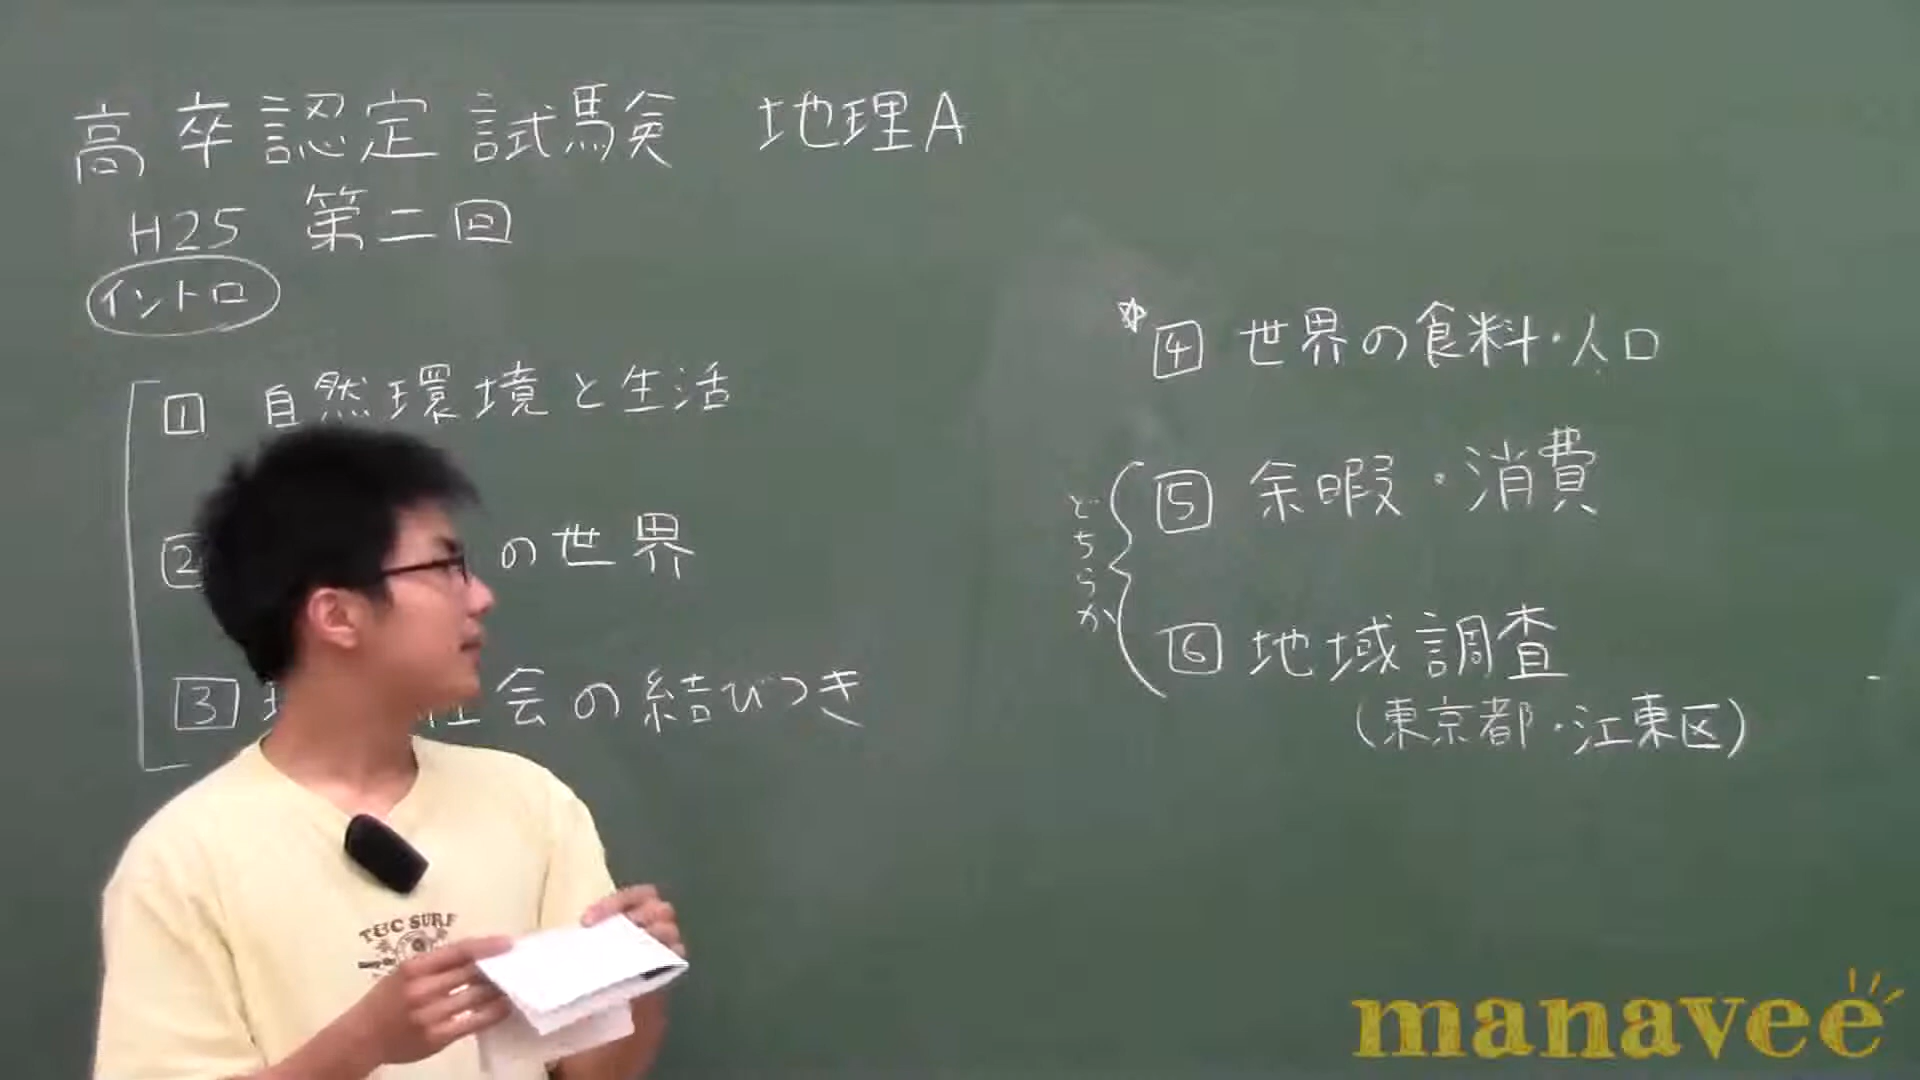 高卒認定試験 地理A
H25 第二回
イントロ
1 自然環境と生活
2 の世界
3 社会の結びつき
☆ 4 世界の食料・人口
どちらか
5 余暇・消費
6 地域調査
(東京都・江東区)
TBC SURF
manavee